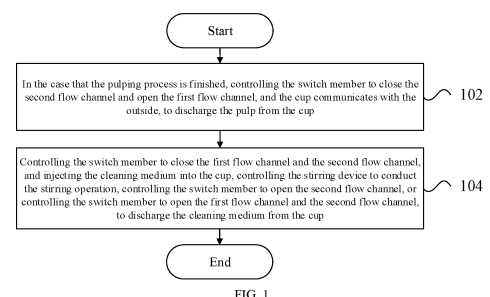 Start
In the case that the pulping process is finished, controlling the switch member to close the
second flow channel and open the first flow channel, and the cup communicates with the
outside, to discharge the pulp from the cup
102
Controlling the switch member to close the first flow channel and the second flow channel,
and injecting the cleaning medium into the cup, controlling the stirring device to conduct
the stirring operation, controlling the switch member to open the second flow channel, or
controlling the switch member to open the first flow channel and the second flow channel,
to discharge the cleaning medium from the cup
104
End
FIG. 1